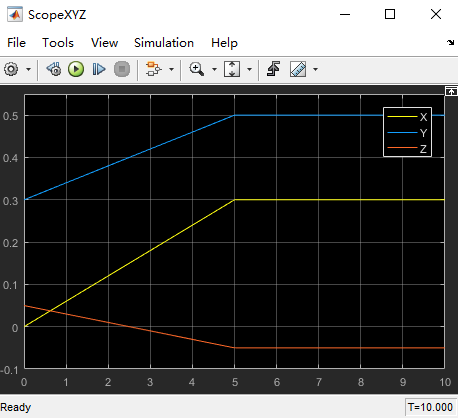 ScopeXYZ
File Tools View Simulation Help
X
Y
Z
0.5
0.4
0.3
0.2
0.1
0
-0.1
0 1 2 3 4 5 6 7 8 9 10
Ready T=10.000